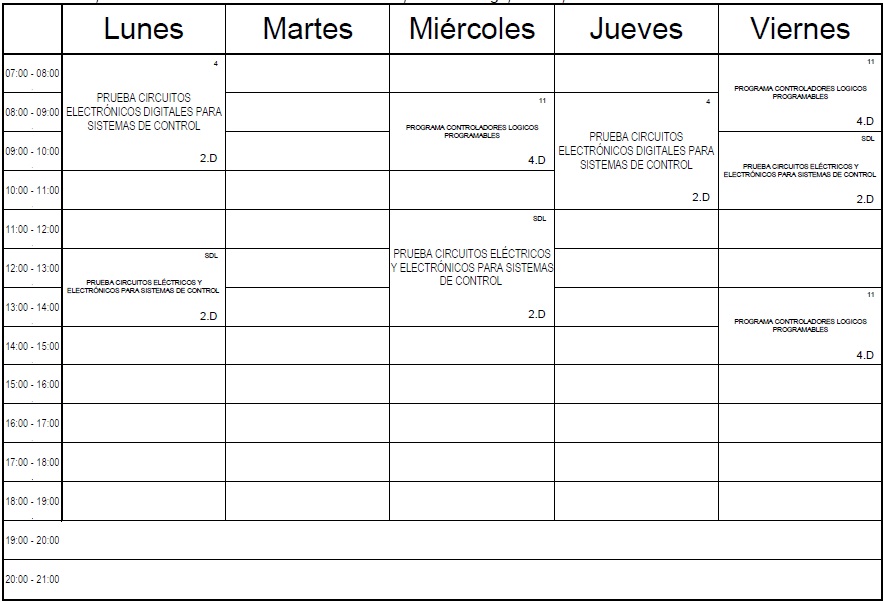 Lunes Martes Miércoles Jueves Viernes
07:00 - 08:00
08:00 - 09:00
09:00 - 10:00
10:00 - 11:00
11:00 - 12:00
12:00 - 13:00
13:00 - 14:00
14:00 - 15:00
15:00 - 16:00
16:00 - 17:00
17:00 - 18:00
18:00 - 19:00
19:00 - 20:00
20:00 - 21:00
4
PRUEBA CIRCUITOS
ELECTRÓNICOS DIGITALES PARA
SISTEMAS DE CONTROL
2.D
SDL
PRUEBA CIRCUITOS ELÉCTRICOS Y
ELECTRÓNICOS PARA SISTEMAS DE CONTROL
2.D
11
PROGRAMA CONTROLADORES LOGICOS
PROGRAMABLES
4.D
SDL
PRUEBA CIRCUITOS ELÉCTRICOS
Y ELECTRÓNICOS PARA SISTEMAS
DE CONTROL
2.D
4
PRUEBA CIRCUITOS
ELECTRÓNICOS DIGITALES PARA
SISTEMAS DE CONTROL
2.D
11
PROGRAMA CONTROLADORES LOGICOS
PROGRAMABLES
4.D
SDL
PRUEBA CIRCUITOS ELÉCTRICOS Y
ELECTRÓNICOS PARA SISTEMAS DE CONTROL
2.D
11
PROGRAMA CONTROLADORES LOGICOS
PROGRAMABLES
4.D